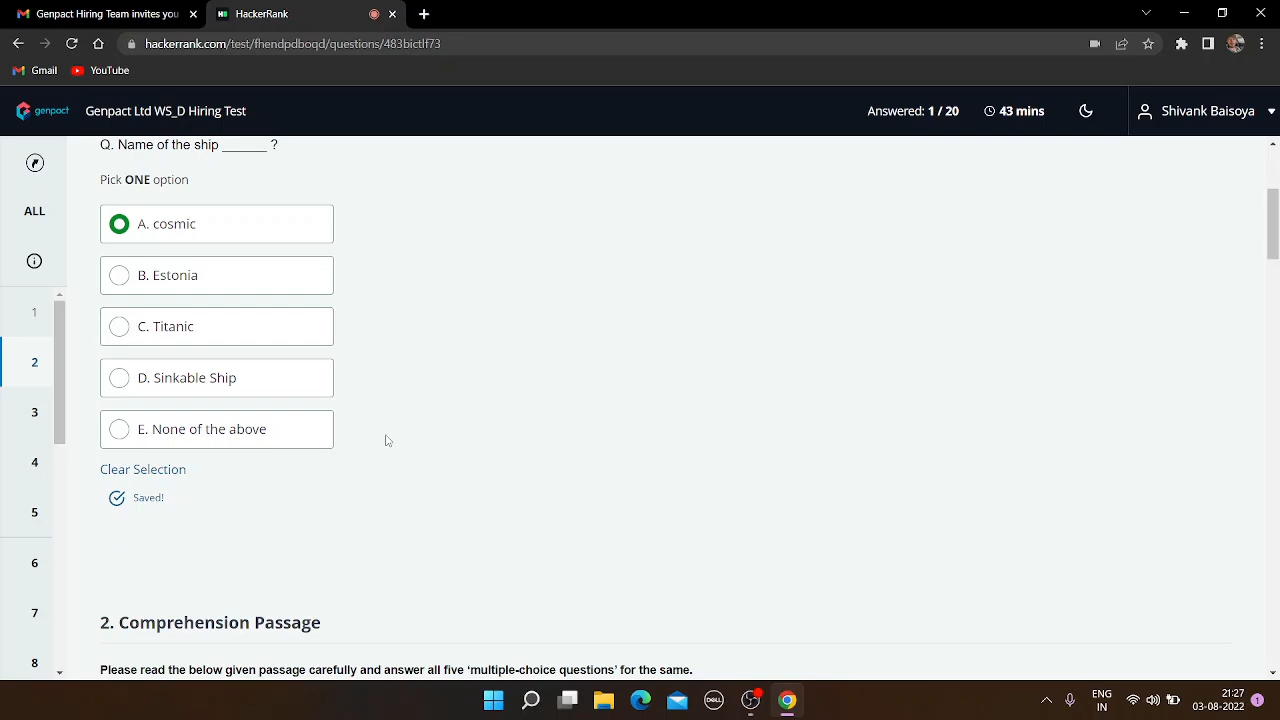 Genpact Hiring Team invites you
HackerRank
hackerrank.com/test/fhendpdboqd/questions/483bictlf73
Gmail
YouTube
genpact
Genpact Ltd WS_D Hiring Test
Answered: 1 / 20
43 mins
Shivank Baisoya
Q. Name of the ship ______ ?
Pick ONE option
ALL
A. cosmic
B. Estonia
1
C. Titanic
2
D. Sinkable Ship
3
E. None of the above
4
Clear Selection
Saved!
5
6
7
2. Comprehension Passage
8
Please read the below given passage carefully and answer all five ‘multiple-choice questions’ for the same.
DELL
ENG
IN
21:27
03-08-2022
1